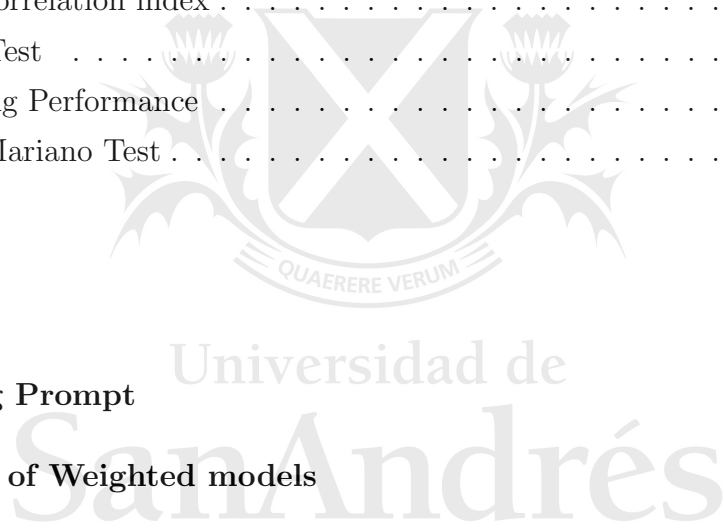 orrelation index . . . . . . . . . . . . . . . . . . . .
Test . . . . . . . . . . . . . . . . . . . . . . . .
g Performance . . . . . . . . . . . . . . . . . . . . .
Mariano Test . . . . . . . . . . . . . . . . . . . . .
QUAERERE VERUM
Universidad de
g Prompt
SanAndrés
of Weighted models